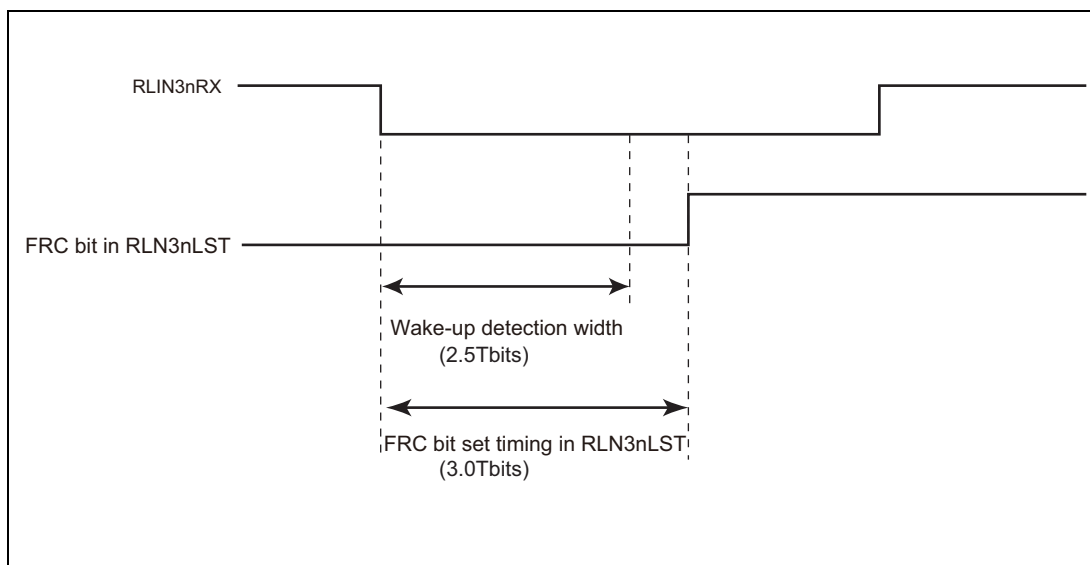 RLIN3nRX
FRC bit in RLN3nLST
Wake-up detection width
(2.5Tbits)
FRC bit set timing in RLN3nLST
(3.0Tbits)